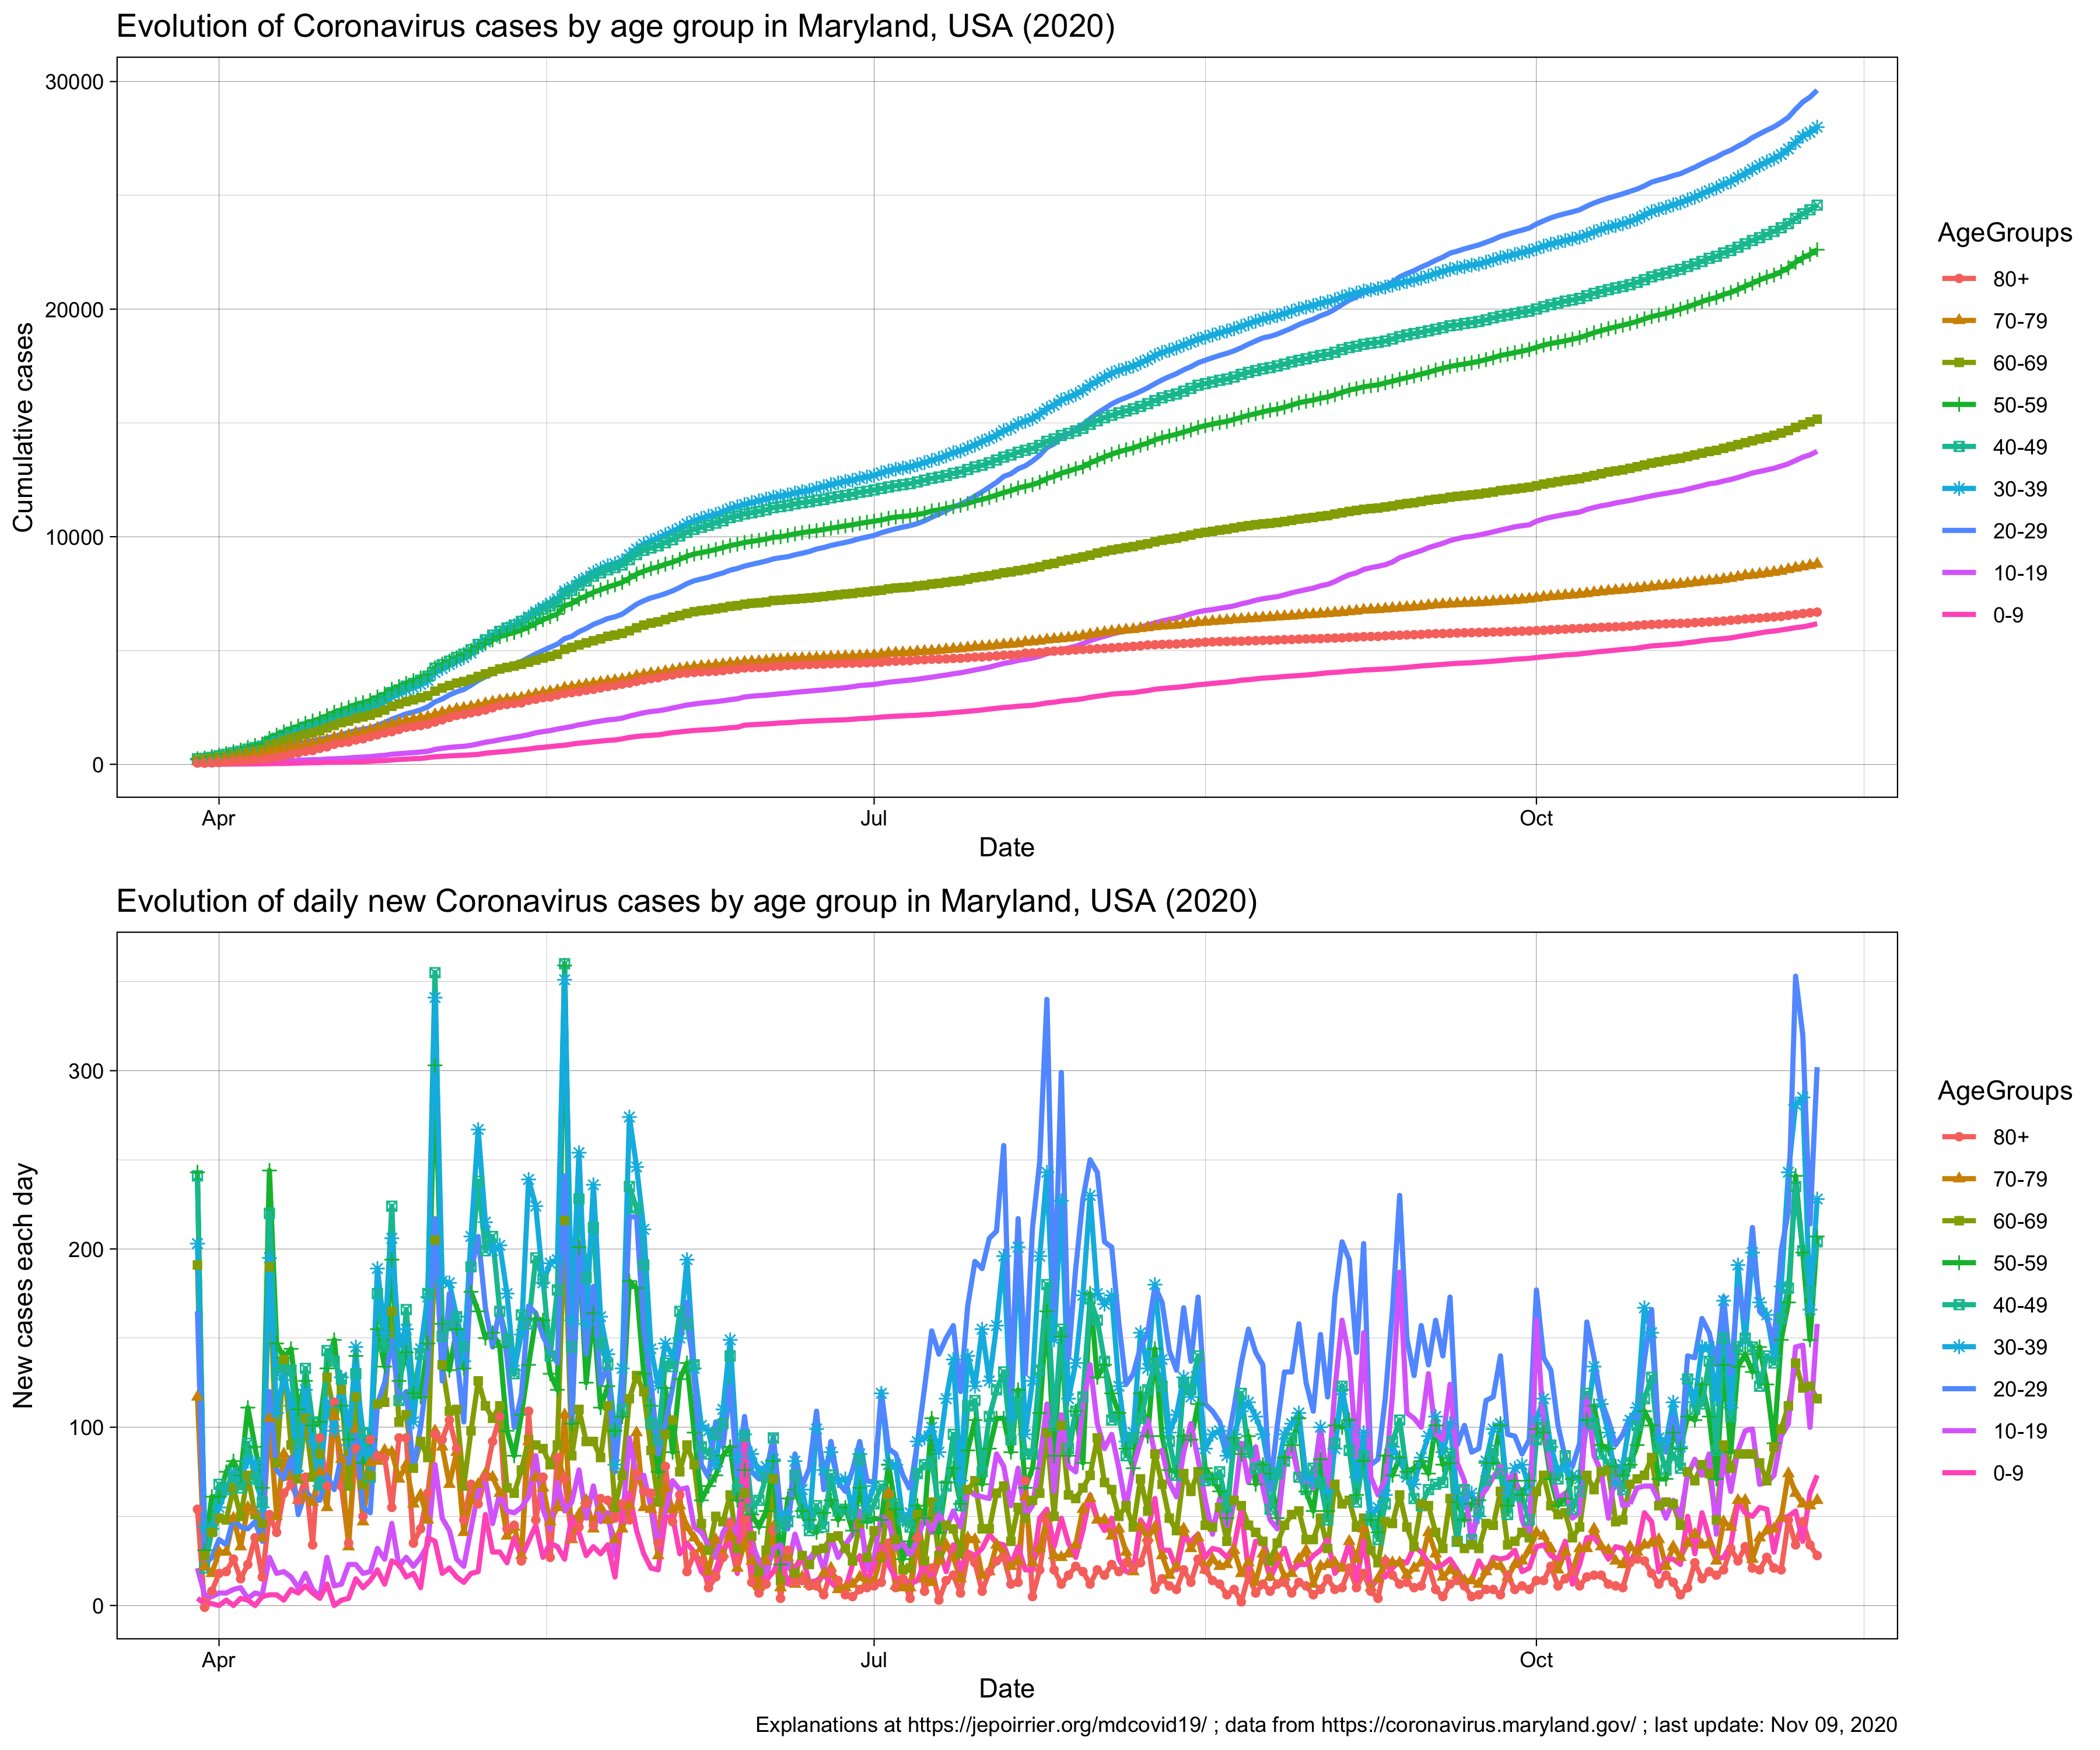 Evolution of Coronavirus cases by age group in Maryland, USA (2020)
30000
20000
10000
0
Cumulative cases
Apr
Jul
Oct
Date
AgeGroups
80+
70-79
60-69
50-59
40-49
30-39
20-29
10-19
0-9
Evolution of daily new Coronavirus cases by age group in Maryland, USA (2020)
300
200
100
0
New cases each day
Apr
Jul
Oct
Date
AgeGroups
80+
70-79
60-69
50-59
40-49
30-39
20-29
10-19
0-9
Explanations at https://jepoirrier.org/mdcovid19/ ; data from https://coronavirus.maryland.gov/ ; last update: Nov 09, 2020